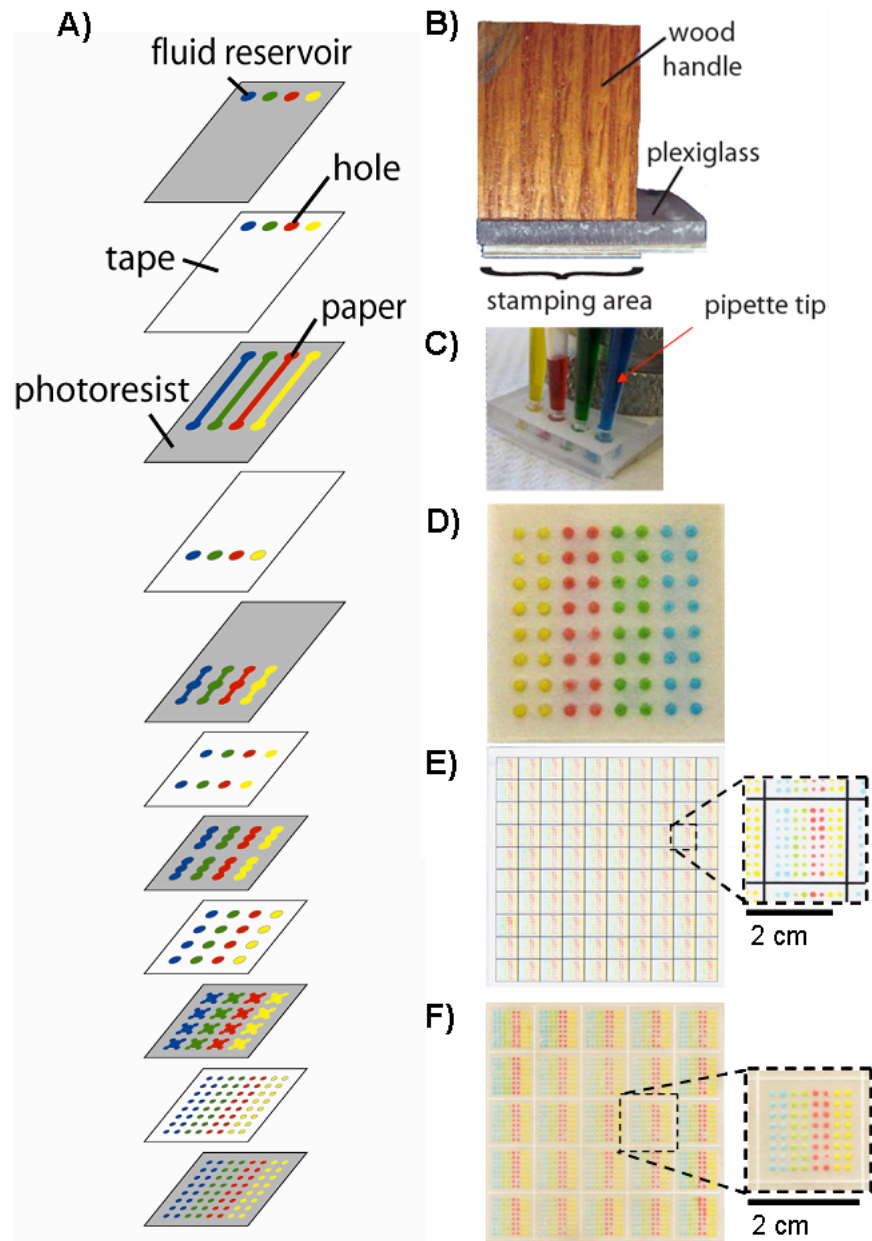 A)
fluid reservoir
hole
tape
paper
photoresist
B)
wood
handle
plexiglass
stamping area
pipette tip
C)
D)
E)
2 cm
F)
2 cm